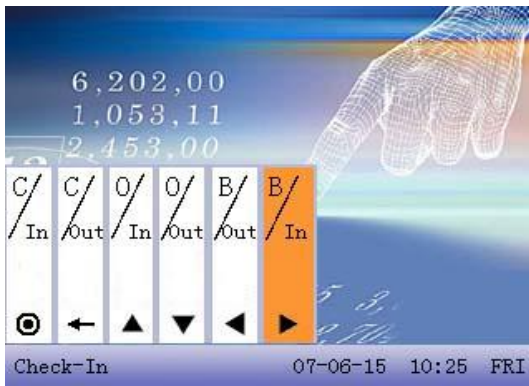 6,202,00
1,053,11
2,453,00
C/In C/Out O/In O/Out B/Out B/In
Check-In 07-06-15 10:25 FRI